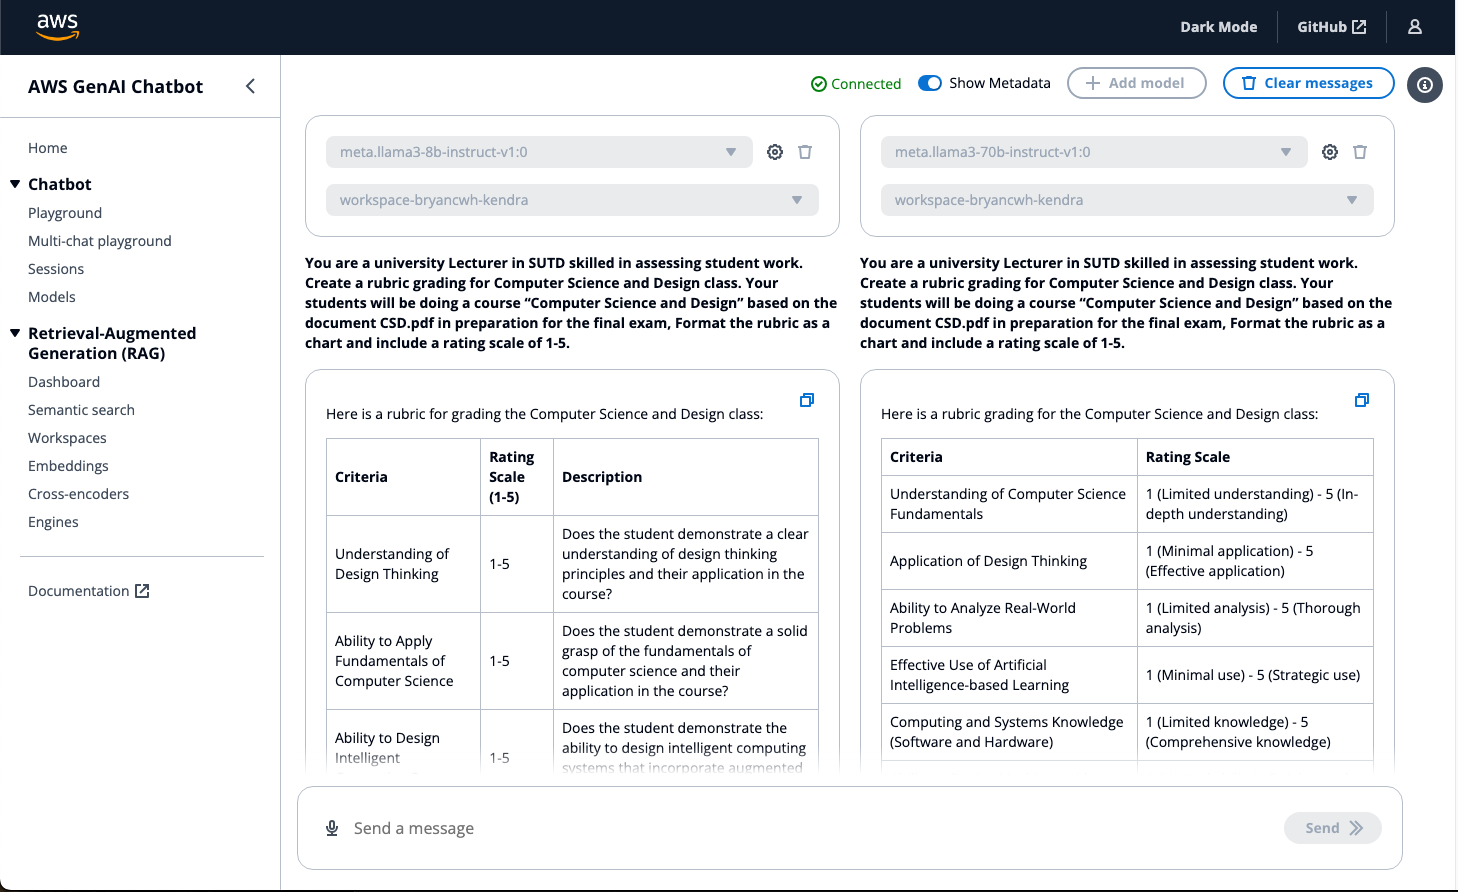 aws
Dark Mode
GitHub
AWS GenAI Chatbot
Home
Chatbot
Playground
Multi-chat playground
Sessions
Models
Retrieval-Augmented
Generation (RAG)
Dashboard
Semantic search
Workspaces
Embeddings
Cross-encoders
Engines
Documentation
Connected
Show Metadata
Add model
Clear messages
meta.llama3-8b-instruct-v1:0
workspace-bryancwh-kendra
You are a university Lecturer in SUTD skilled in assessing student work.
Create a rubric grading for Computer Science and Design class. Your
students will be doing a course “Computer Science and Design” based on the
document CSD.pdf in preparation for the final exam, Format the rubric as a
chart and include a rating scale of 1-5.
Here is a rubric for grading the Computer Science and Design class:
Criteria
Rating
Scale
(1-5)
Description
Understanding of
Design Thinking
1-5
Does the student demonstrate a clear
understanding of design thinking
principles and their application in the
course?
Ability to Apply
Fundamentals of
Computer Science
1-5
Does the student demonstrate a solid
grasp of the fundamentals of
computer science and their
application in the course?
Ability to Design
Intelligent
1-5
Does the student demonstrate the
ability to design intelligent computing
systems that incorporate augmented
meta.llama3-70b-instruct-v1:0
workspace-bryancwh-kendra
You are a university Lecturer in SUTD skilled in assessing student work.
Create a rubric grading for Computer Science and Design class. Your
students will be doing a course “Computer Science and Design” based on the
document CSD.pdf in preparation for the final exam, Format the rubric as a
chart and include a rating scale of 1-5.
Here is a rubric grading for the Computer Science and Design class:
Criteria
Rating Scale
Understanding of Computer Science
Fundamentals
1 (Limited understanding) - 5 (In-
depth understanding)
Application of Design Thinking
1 (Minimal application) - 5
(Effective application)
Ability to Analyze Real-World
Problems
1 (Limited analysis) - 5 (Thorough
analysis)
Effective Use of Artificial
Intelligence-based Learning
1 (Minimal use) - 5 (Strategic use)
Computing and Systems Knowledge
(Software and Hardware)
1 (Limited knowledge) - 5
(Comprehensive knowledge)
Send a message
Send